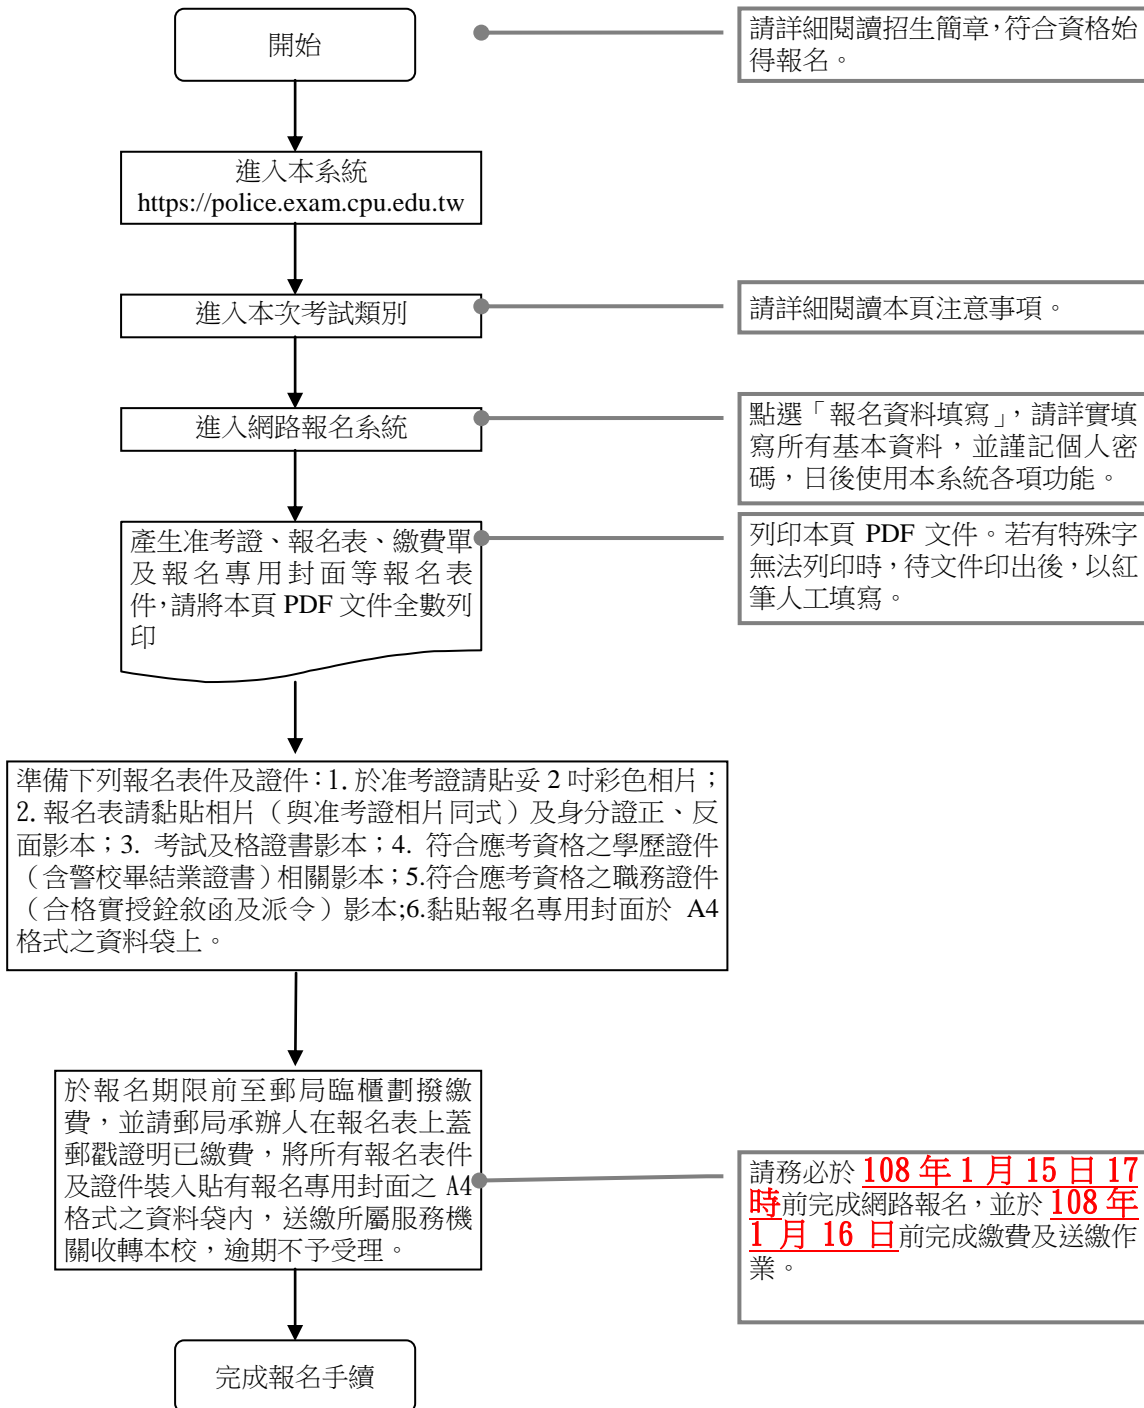 開始
請詳細閱讀招生簡章，符合資格始
得報名。
進入本系統
https://police.exam.cpu.edu.tw
進入本次考試類別
請詳細閱讀本頁注意事項。
進入網路報名系統
點選「報名資料填寫」，請詳實填
寫所有基本資料，並謹記個人密
碼，日後使用本系統各項功能。
產生准考證、報名表、繳費單
及報名專用封面等報名表
件，請將本頁 PDF 文件全數列
印
列印本頁 PDF 文件。若有特殊字
無法列印時，待文件印出後，以紅
筆人工填寫。
準備下列報名表件及證件：1. 於准考證請貼妥 2 吋彩色相片；
2. 報名表請黏貼相片（與准考證相片同式）及身分證正、反
面影本；3. 考試及格證書影本；4. 符合應考資格之學歷證件
（含警校畢結業證書）相關影本；5.符合應考資格之職務證件
（合格實授銓敘函及派令）影本;6.黏貼報名專用封面於 A4
格式之資料袋上。
於報名期限前至郵局臨櫃劃撥繳
費，並請郵局承辦人在報名表上蓋
郵戳證明已繳費，將所有報名表件
及證件裝入貼有報名專用封面之 A4
格式之資料袋內，送繳所屬服務機
關收轉本校，逾期不予受理。
請務必於 108 年 1 月 15 日 17
時前完成網路報名，並於 108 年
1 月 16 日前完成繳費及送繳作
業。
完成報名手續